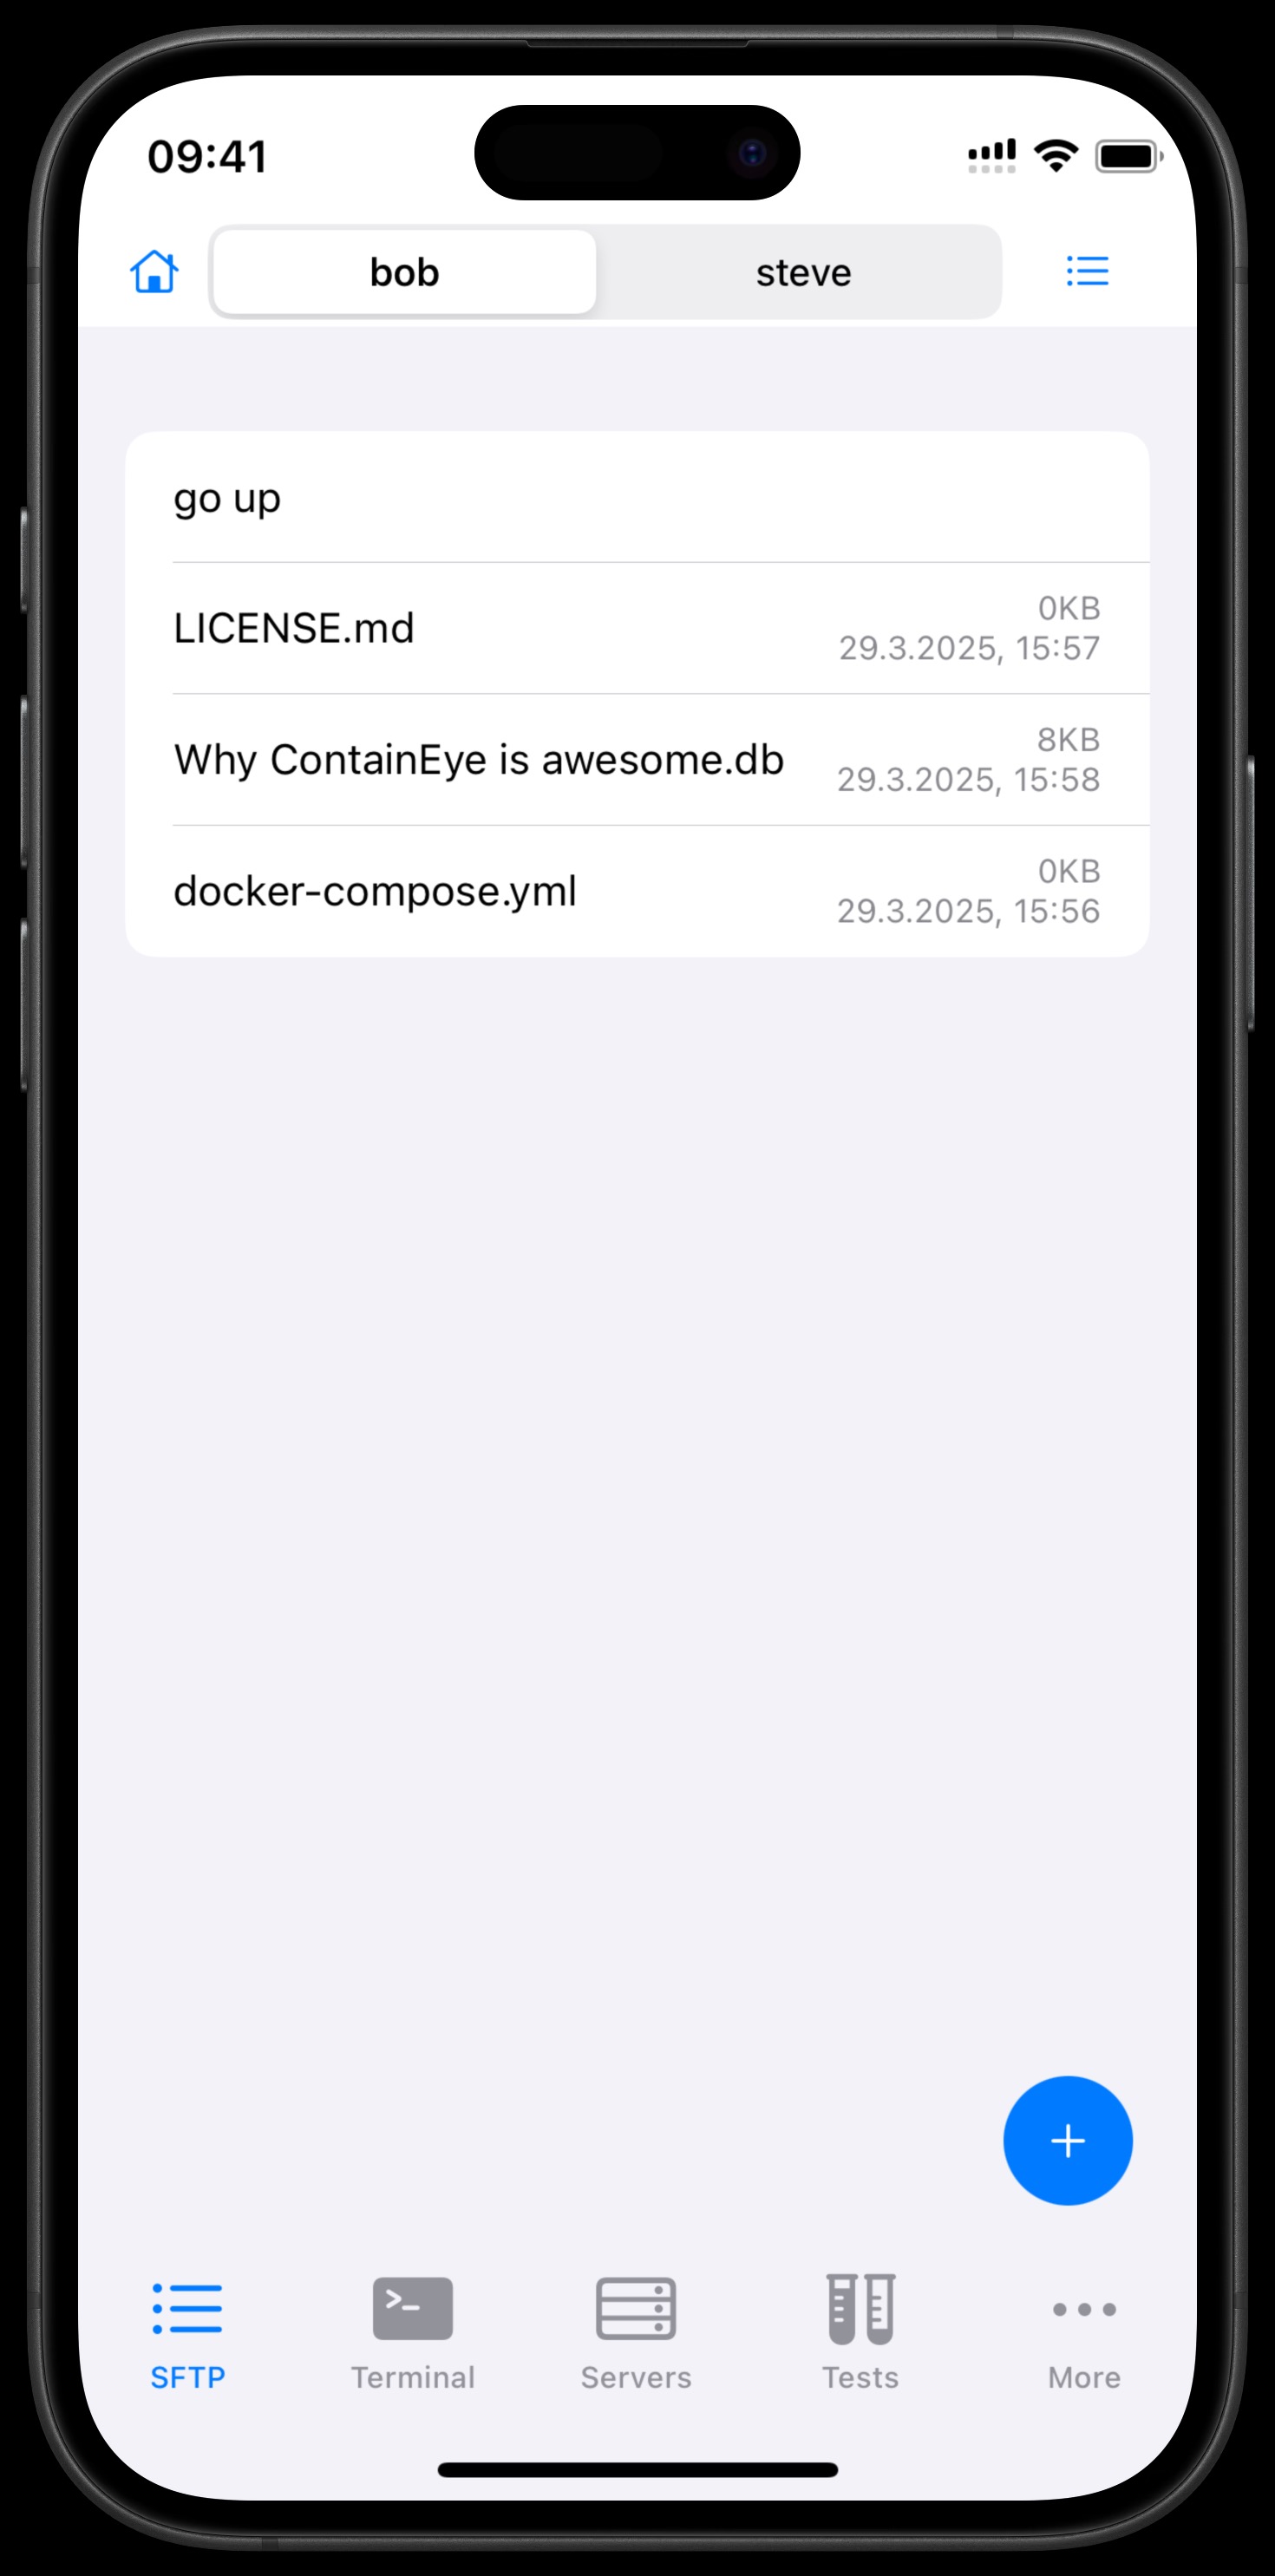 09:41
bob
steve
go up
LICENSE.md
0KB
29.3.2025, 15:57
Why ContainEye is awesome.db
8KB
29.3.2025, 15:58
docker-compose.yml
0KB
29.3.2025, 15:56
SFTP
Terminal
Servers
Tests
More